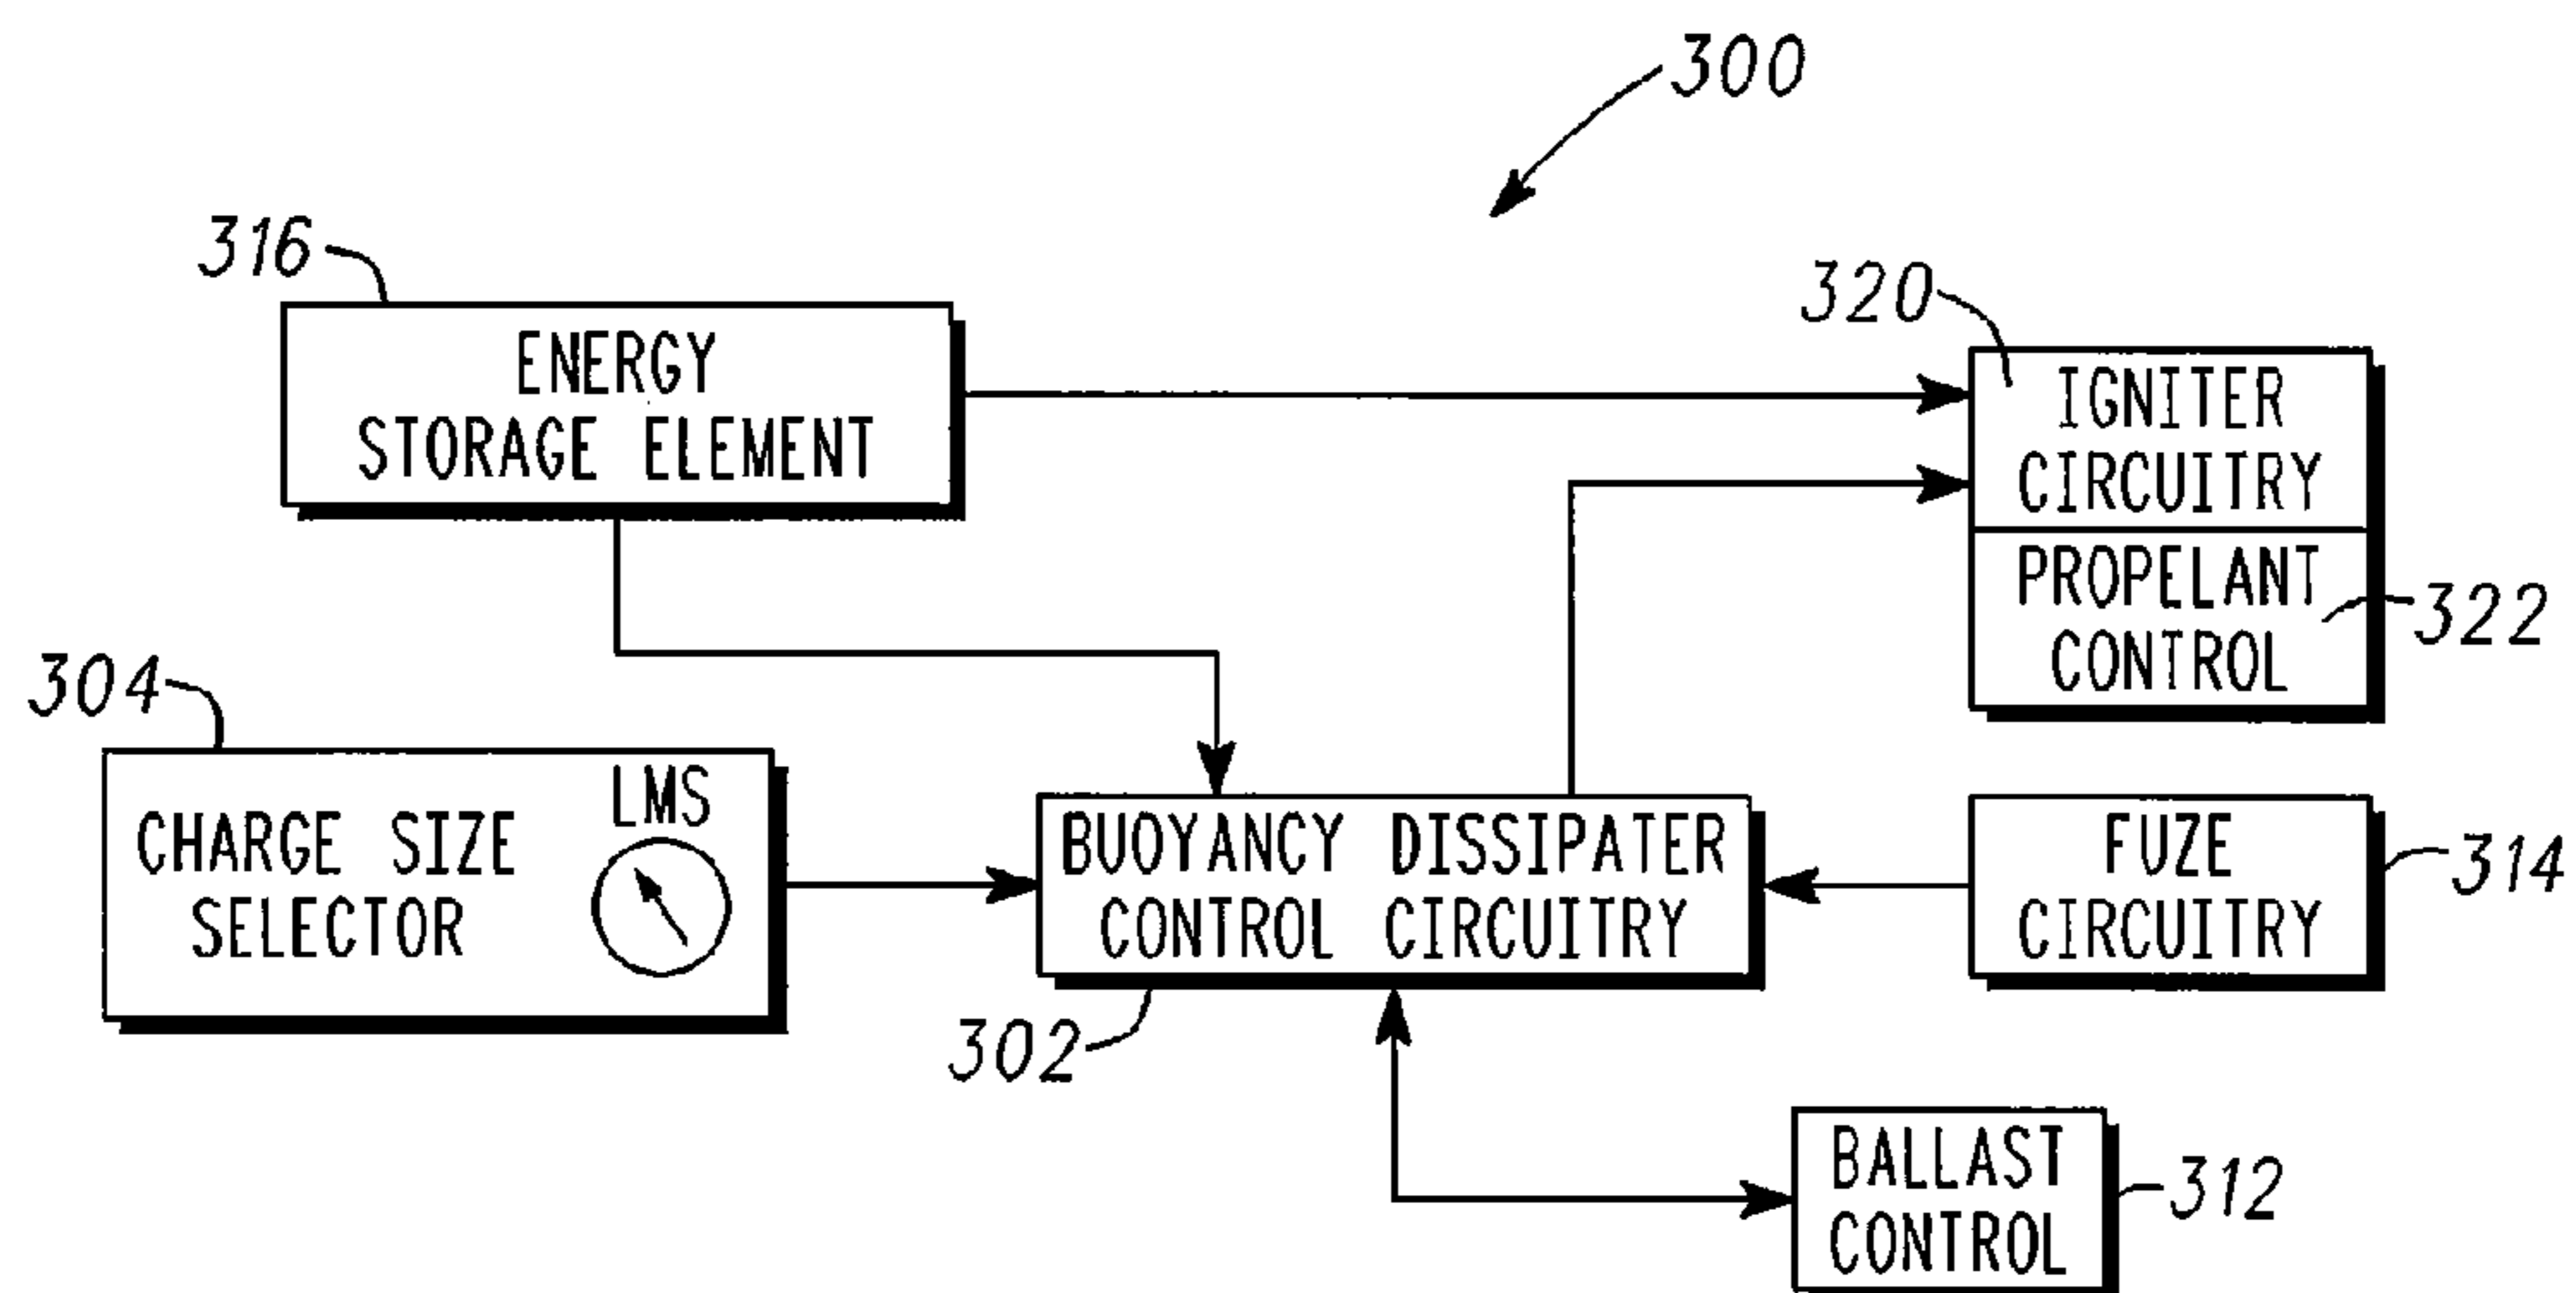 300
316
ENERGY
STORAGE ELEMENT
320
IGNITER
CIRCUITRY
PROPELANT
CONTROL
322
304
LMS
CHARGE SIZE
SELECTOR
BUOYANCY DISSIPATER
CONTROL CIRCUITRY
302
FUZE
CIRCUITRY
314
BALLAST
CONTROL
312